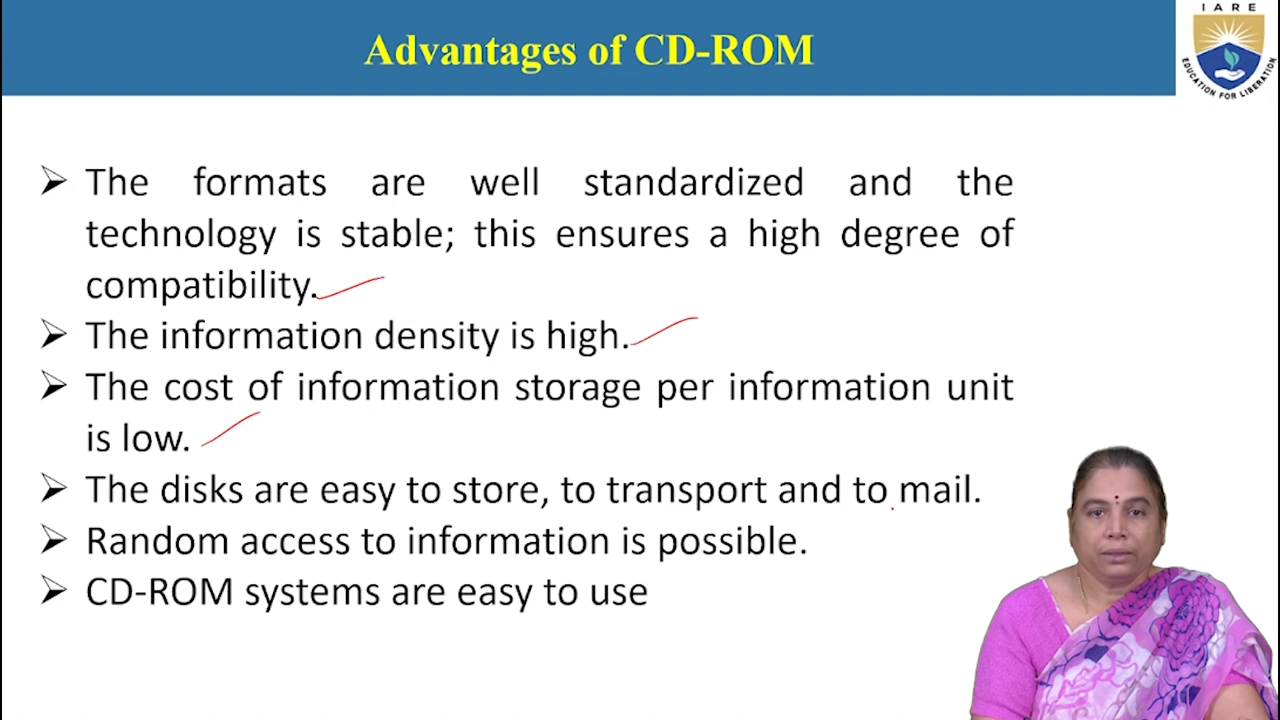 Advantages of CD-ROM
IARE
EDUCATION FOR LIBERATION
➢ The formats are well standardized and the
technology is stable; this ensures a high degree of
compatibility.
➢ The information density is high.
➢ The cost of information storage per information unit
is low.
➢ The disks are easy to store, to transport and to mail.
➢ Random access to information is possible.
➢ CD-ROM systems are easy to use